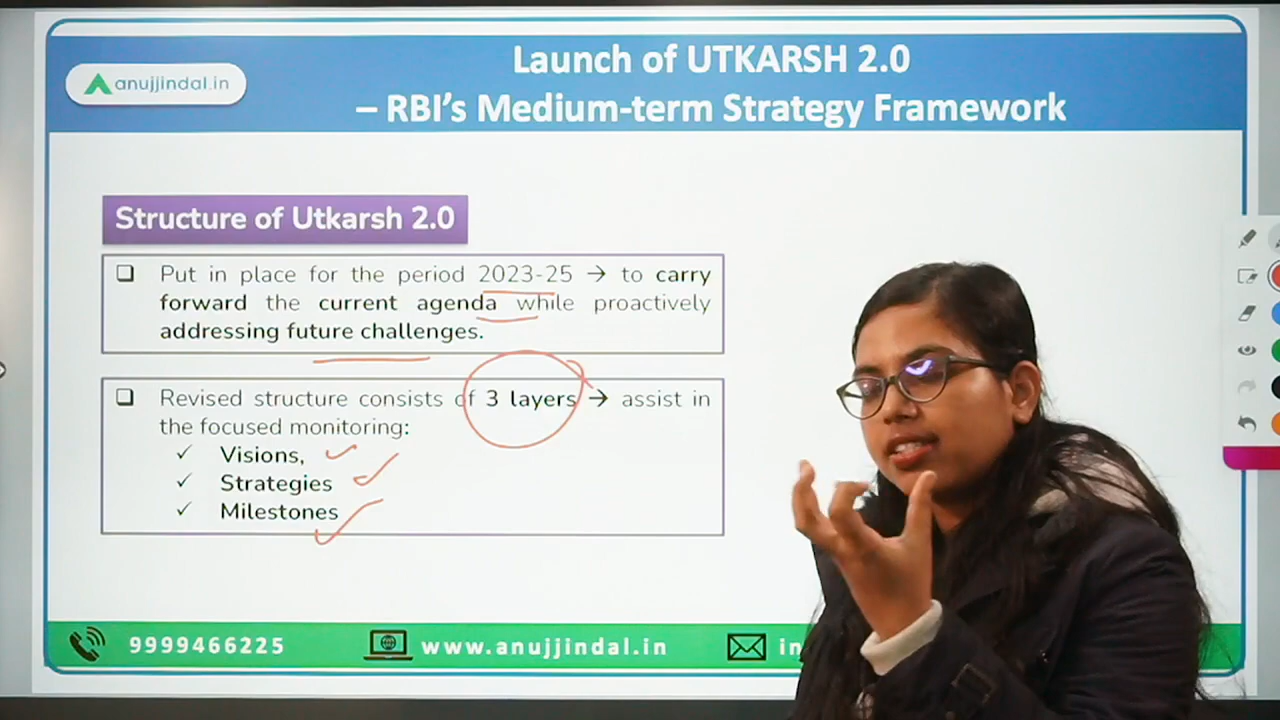 Launch of UTKARSH 2.0
– RBI's Medium-term Strategy Framework
anujjindal.in
Structure of Utkarsh 2.0
❑ Put in place for the period 2023-25 → to carry
forward the current agenda while proactively
addressing future challenges.
❑ Revised structure consists of 3 layers → assist in
the focused monitoring:
✓ Visions,
✓ Strategies
✓ Milestones
9999466225 www.anujjindal.in in